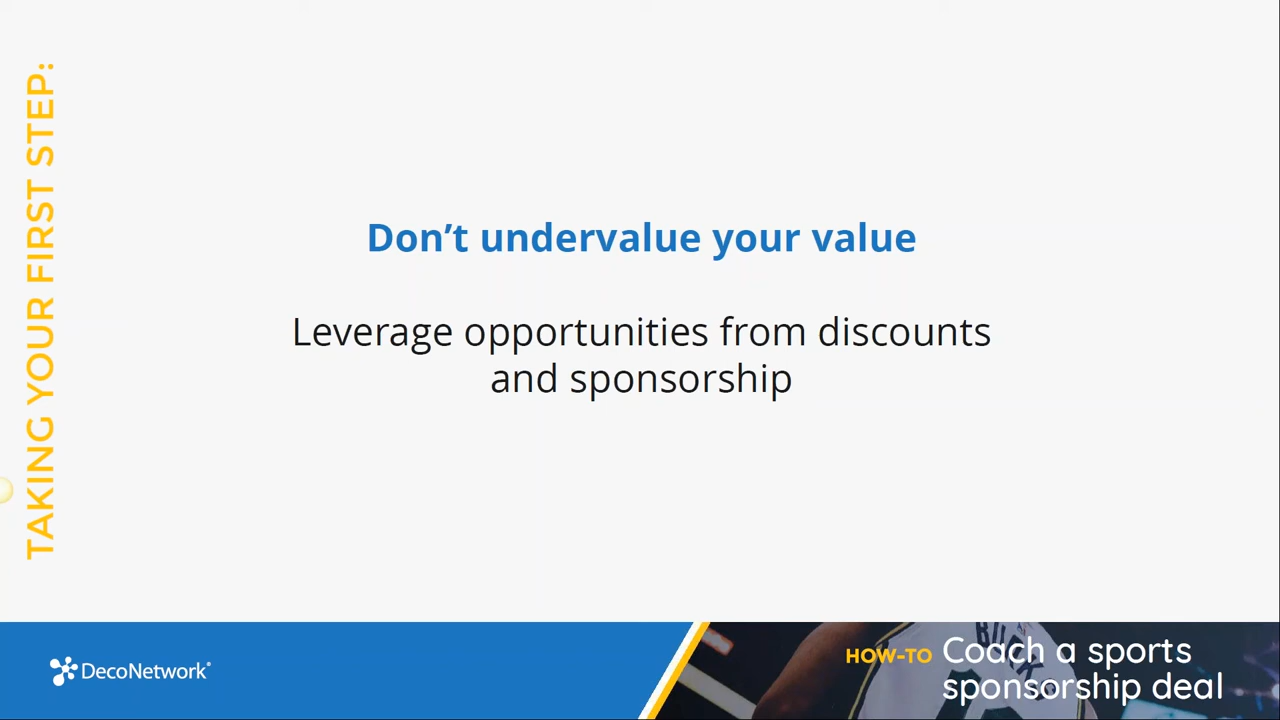 TAKING YOUR FIRST STEP:
Don’t undervalue your value
Leverage opportunities from discounts
and sponsorship
DecoNetwork
HOW-TO Coach a sports
sponsorship deal